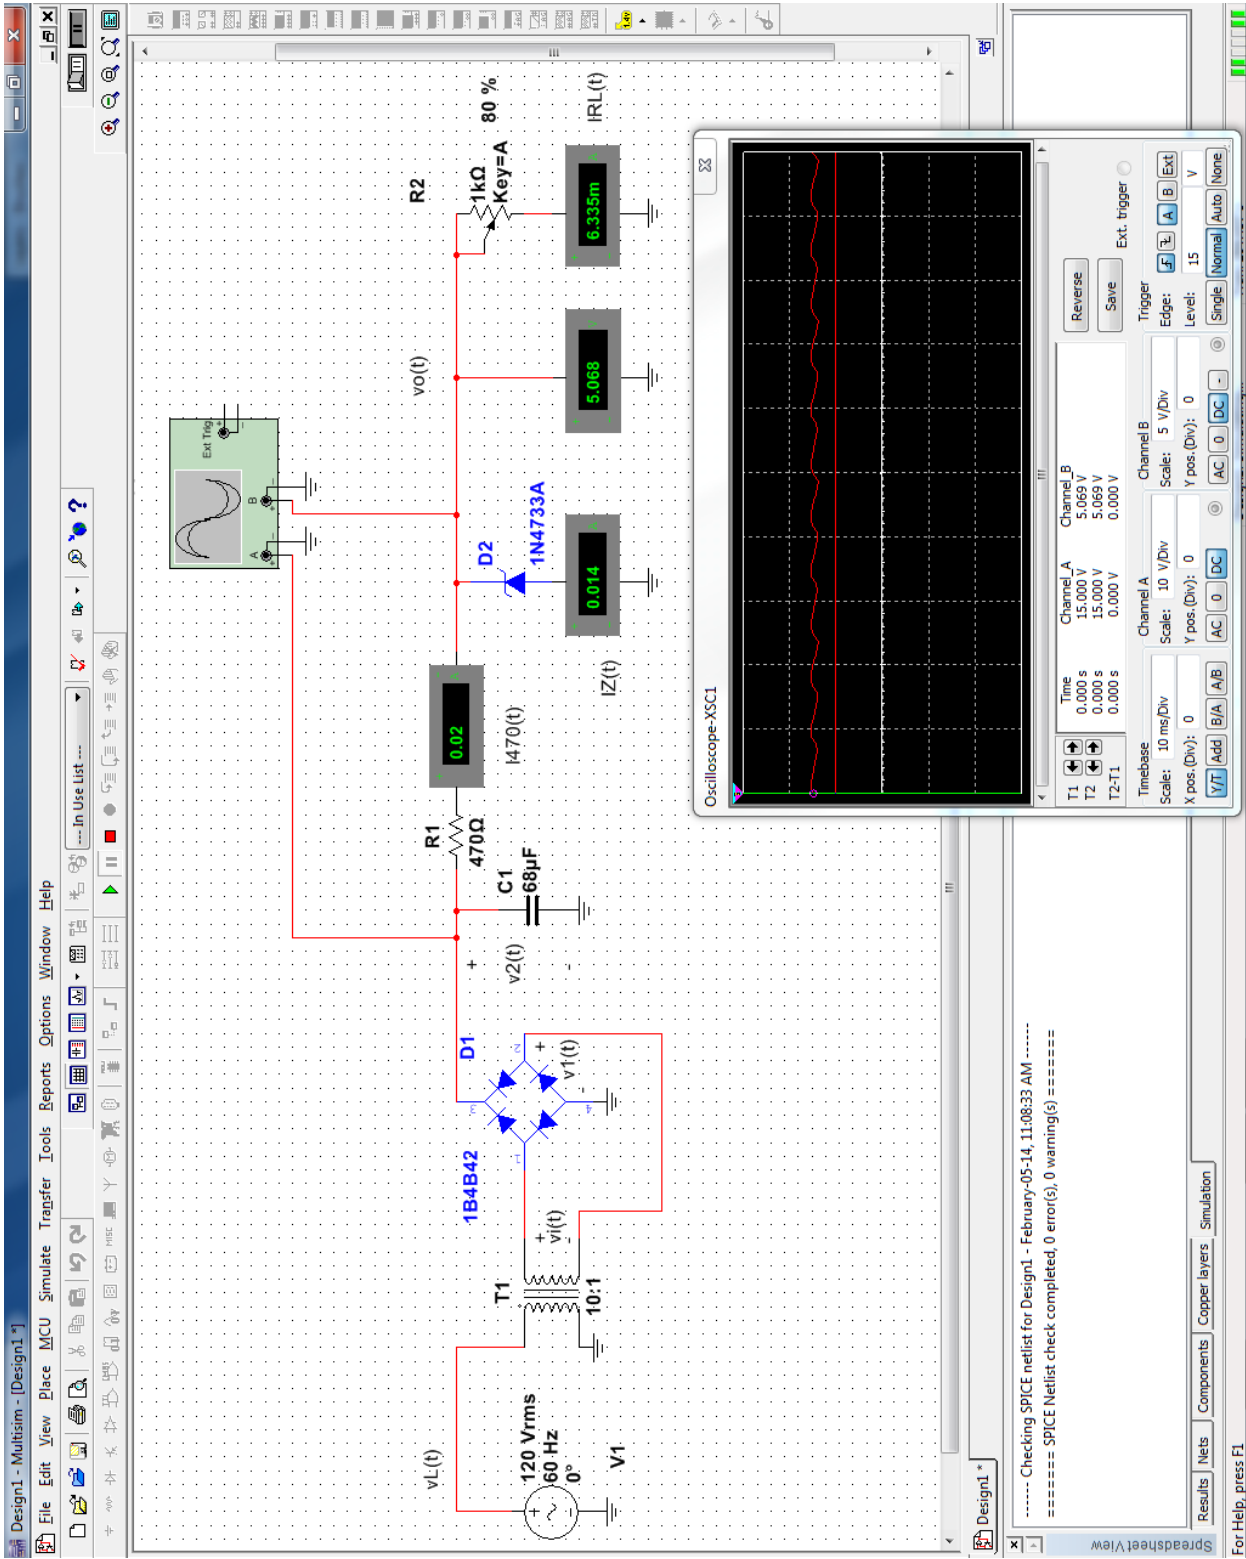 Design1 - Multisim - [Design1 *]
File Edit View Place MCU Simulate Transfer Tools Reports Options Window Help
--- In Use List ---
MISC
1.4V
vL(t)
120 Vrms
60 Hz
0°
V1
T1
10:1
+
vi(t)
-
1B4B42
D1
1
2
3
4
+
v1(t)
-
+
v2(t)
-
C1
68µF
R1
470Ω
0.02
I470(t)
IZ(t)
0.014
D2
1N4733A
A
B
Ext Trig
vo(t)
5.068
R2
1kΩ
Key=A
80 %
6.335m
IRL(t)
Oscilloscope-XSC1
Time Channel_A Channel_B
T1 0.000 s 15.000 V 5.069 V
T2 0.000 s 15.000 V 5.069 V
T2-T1 0.000 s 0.000 V 0.000 V
Reverse
Save
Ext. trigger
Timebase
Scale: 10 ms/Div
X pos.(Div): 0
Y/T Add B/A A/B
Channel A
Scale: 10 V/Div
Y pos.(Div): 0
AC 0 DC
Channel B
Scale: 5 V/Div
Y pos.(Div): 0
AC 0 DC -
Trigger
Edge: A B Ext
Level: 15 V
Single Normal Auto None
Design1 *
Spreadsheet View
------ Checking SPICE netlist for Design1 - February-05-14, 11:08:33 AM ------
======= SPICE Netlist check completed, 0 error(s), 0 warning(s) =======
Results Nets Components Copper layers Simulation
For Help, press F1